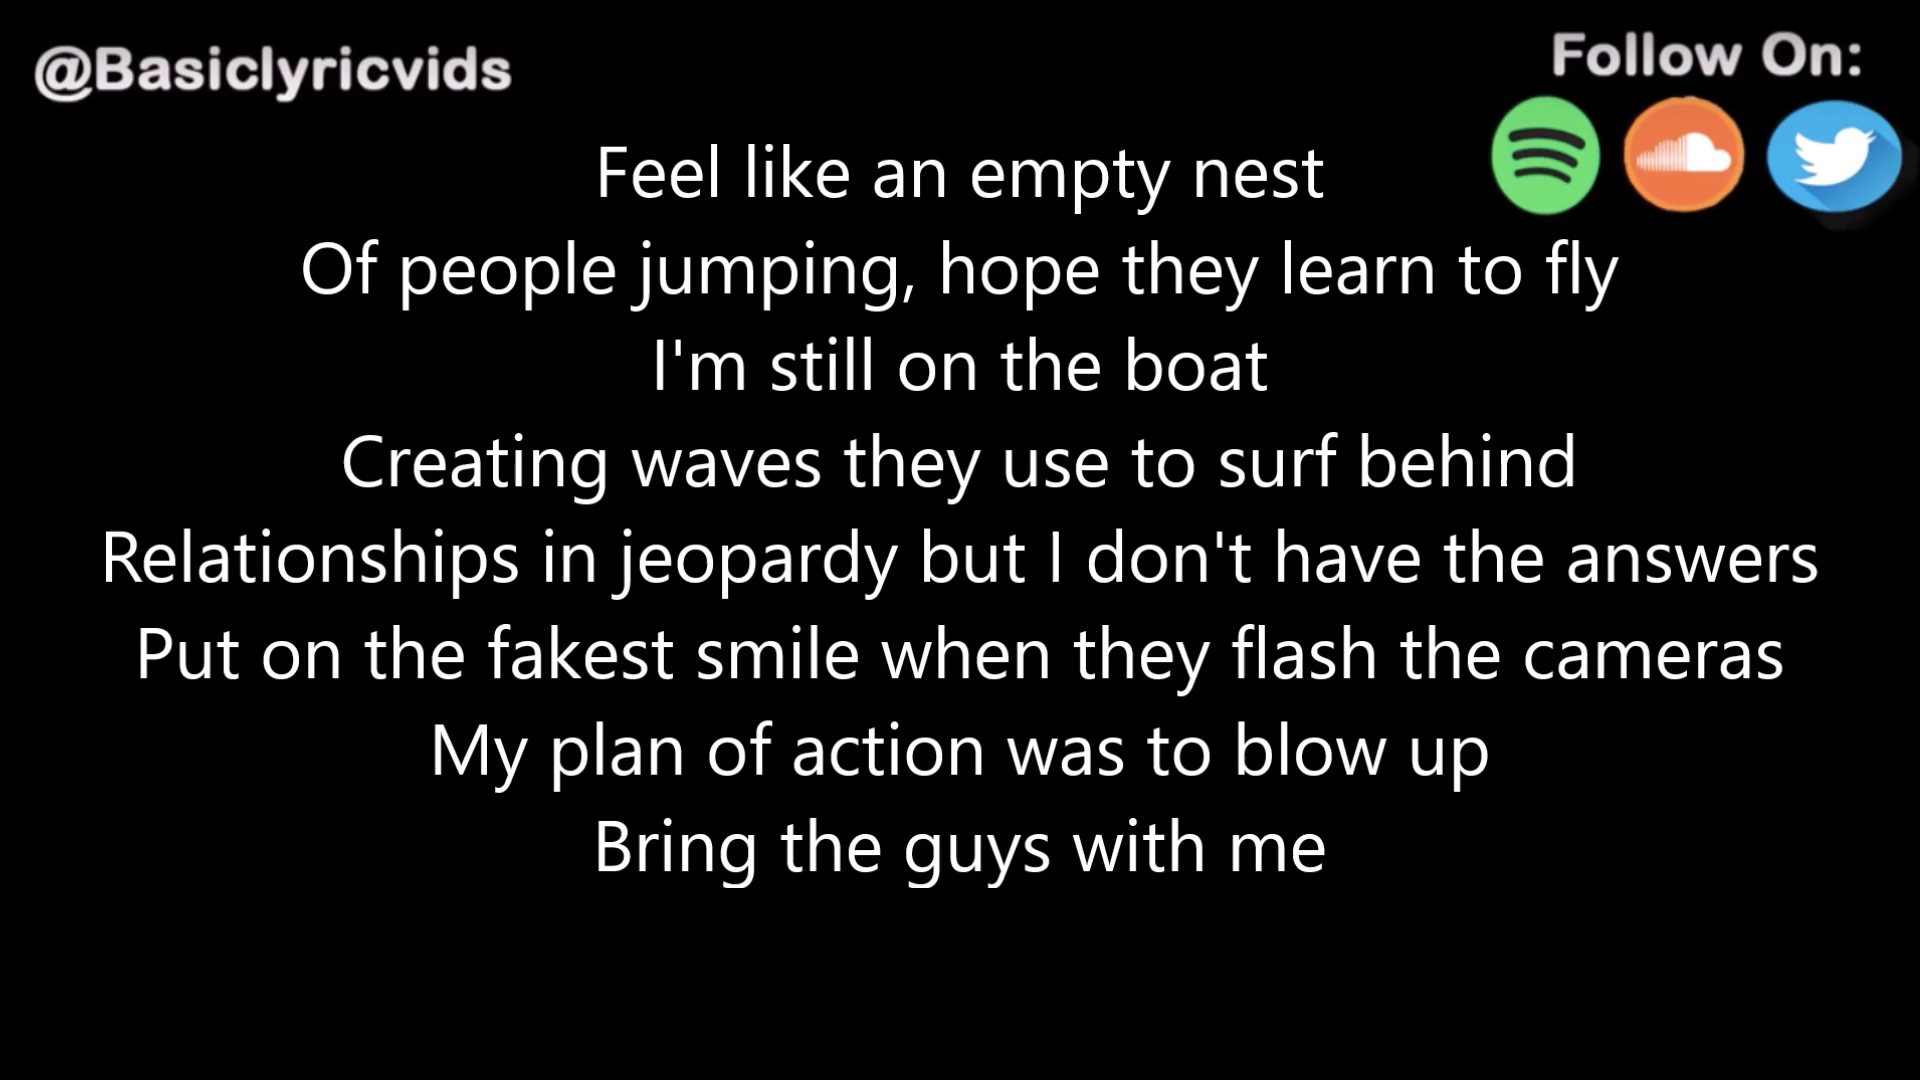 @Basiclyricvids
Follow On:
Feel like an empty nest
Of people jumping, hope they learn to fly
I'm still on the boat
Creating waves they use to surf behind
Relationships in jeopardy but I don't have the answers
Put on the fakest smile when they flash the cameras
My plan of action was to blow up
Bring the guys with me